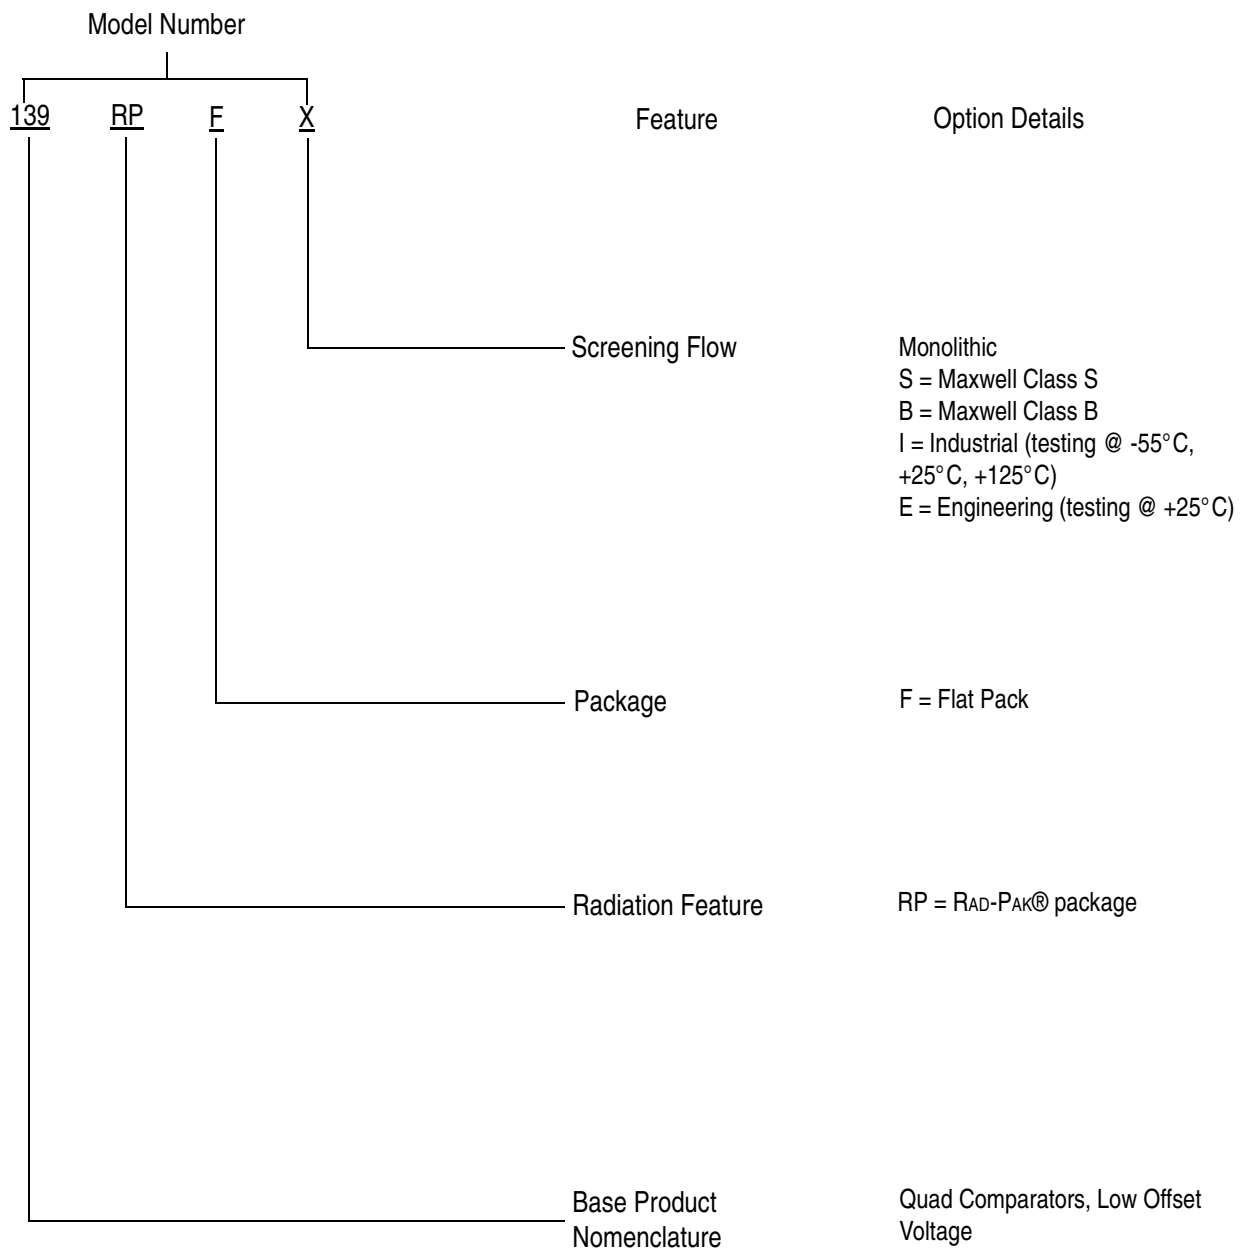 Model Number
139 RP F X
Feature Option Details
Screening Flow
Monolithic
S = Maxwell Class S
B = Maxwell Class B
I = Industrial (testing @ -55°C,
+25°C, +125°C)
E = Engineering (testing @ +25°C)
Package
F = Flat Pack
Radiation Feature
RP = RAD-PAK® package
Base Product
Nomenclature
Quad Comparators, Low Offset
Voltage